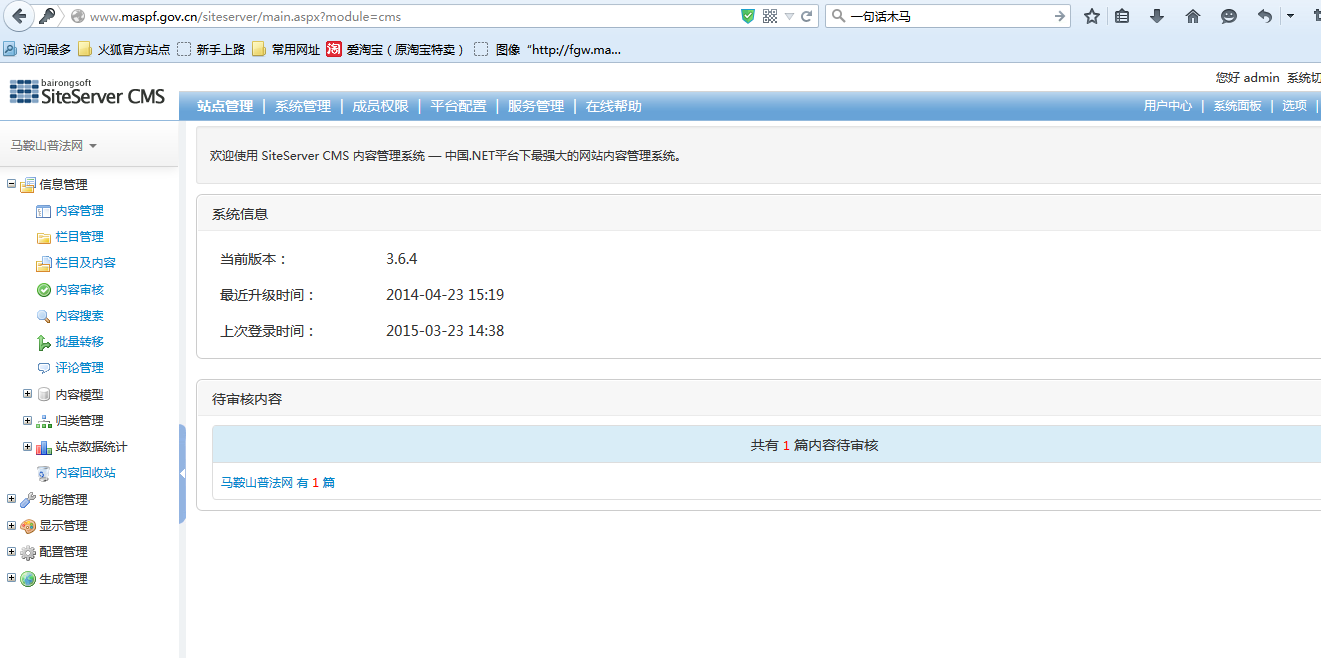 www.maspf.gov.cn/siteserver/main.aspx?module=cms 一句话木马
访问最多 火狐官方站点 新手上路 常用网址 淘 爱淘宝（原淘宝特卖） 图像 “http://fgw.ma...
bairongsoft
SiteServer CMS
您好 admin 系统切
站点管理 | 系统管理 | 成员权限 | 平台配置 | 服务管理 | 在线帮助 用户中心 | 系统面板 | 选项 |
马鞍山普法网
欢迎使用 SiteServer CMS 内容管理系统 — 中国.NET平台下最强大的网站内容管理系统。
信息管理
内容管理
栏目管理
栏目及内容
内容审核
内容搜索
批量转移
评论管理
内容模型
归类管理
站点数据统计
内容回收站
功能管理
显示管理
配置管理
生成管理
系统信息
当前版本： 3.6.4
最近升级时间： 2014-04-23 15:19
上次登录时间： 2015-03-23 14:38
待审核内容
共有 1 篇内容待审核
马鞍山普法网 有 1 篇